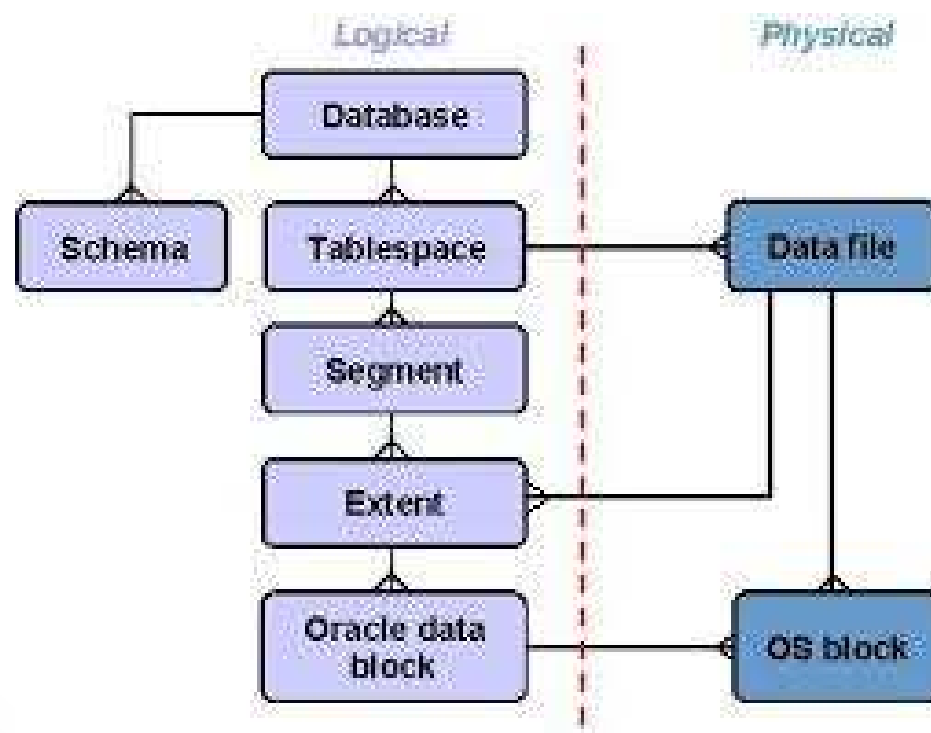 Logical
Physical
Database
Schema
Tablespace
Data file
Segment
Extent
Oracle data
block
OS block